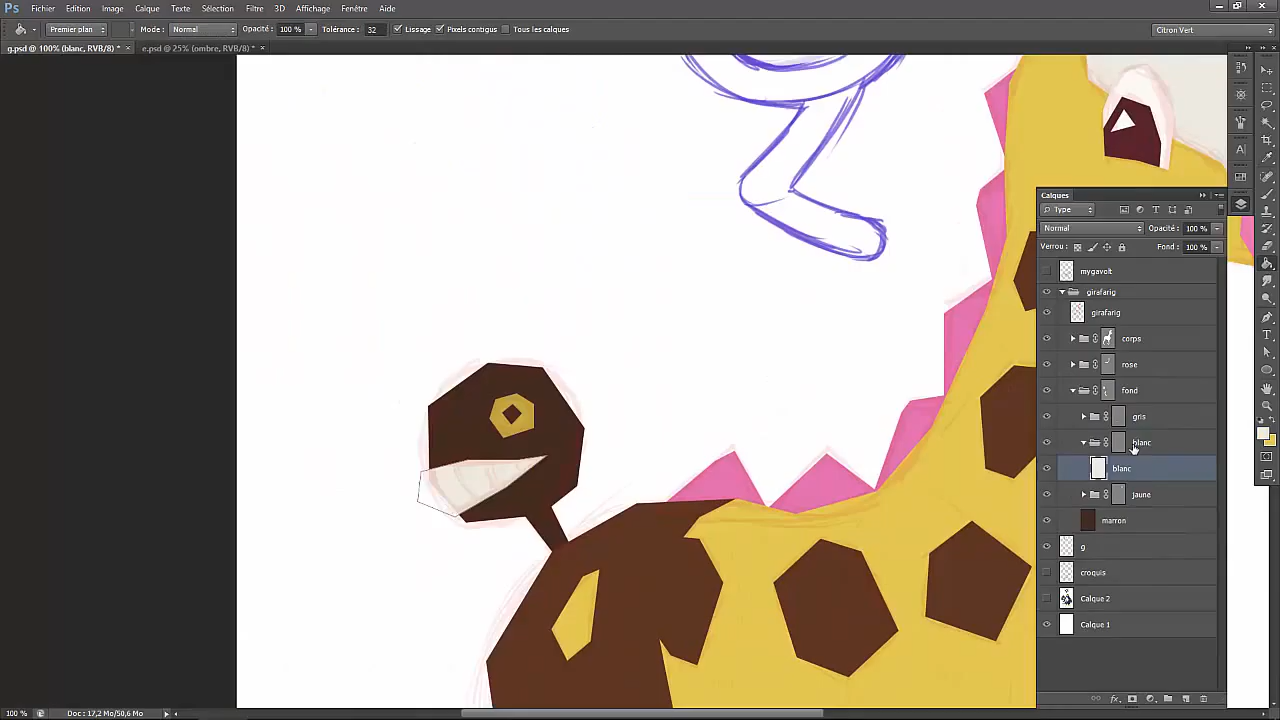 Ps Fichier Edition Image Calque Texte Sélection Filtre 3D Affichage Fenêtre Aide
Premier plan Mode : Normal Opacité : 100 % Tolérance : 32 Lissage Pixels contigus Tous les calques Citron Vert
g.psd @ 100% (blanc, RVB/8) * × e.psd @ 25% (ombre, RVB/8) * ×
Calques
Type
Normal Opacité : 100 %
Verrou : Fond : 100 %
mygavolt
girafarig
girafarig
corps
rose
fond
gris
blanc
blanc
jaune
marron
g
croquis
Calque 2
Calque 1
100 % Doc : 17,2 Mo/50,6 Mo